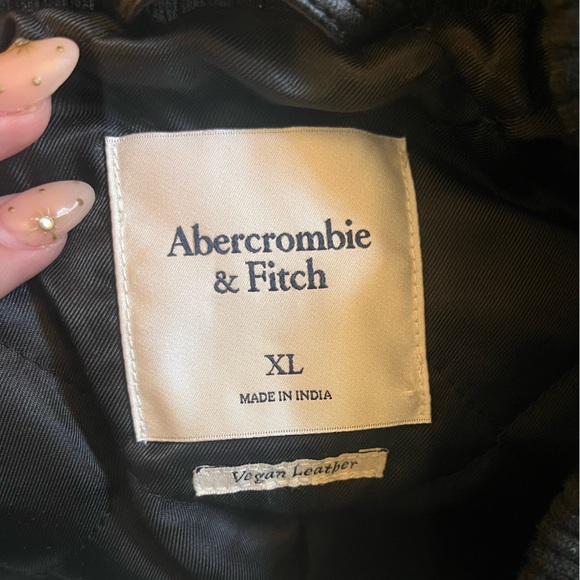 Abercrombie
& Fitch
XL
MADE IN INDIA
Vegan Leather